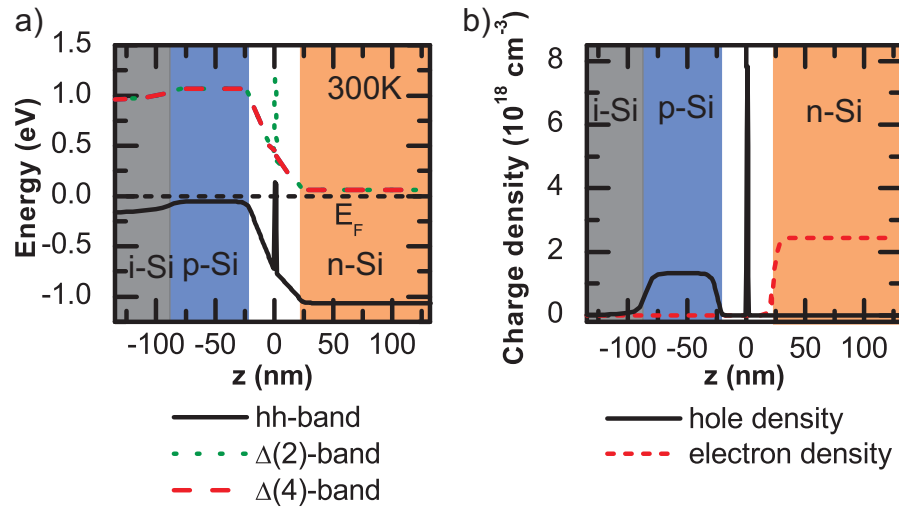 a)
1.5
1.0
0.5
0.0
-0.5
-1.0
Energy (eV)
300K
E_F
i-Si
p-Si
n-Si
-100 -50 0 50 100
z (nm)
hh-band
Δ(2)-band
Δ(4)-band
b)
8
6
4
2
0
Charge density (10^18 cm^-3)
i-Si
p-Si
n-Si
-100 -50 0 50 100
z (nm)
hole density
electron density